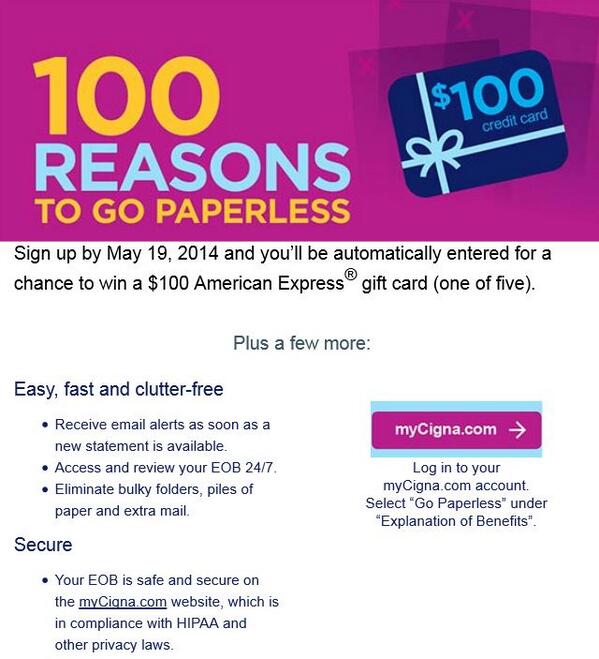 100
REASONS
TO GO PAPERLESS
$100
credit card
Sign up by May 19, 2014 and you’ll be automatically entered for a
chance to win a $100 American Express® gift card (one of five).
Plus a few more:
Easy, fast and clutter-free
• Receive email alerts as soon as a
new statement is available.
• Access and review your EOB 24/7.
• Eliminate bulky folders, piles of
paper and extra mail.
myCigna.com →
Log in to your
myCigna.com account.
Select “Go Paperless” under
“Explanation of Benefits”.
Secure
• Your EOB is safe and secure on
the myCigna.com website, which is
in compliance with HIPAA and
other privacy laws.